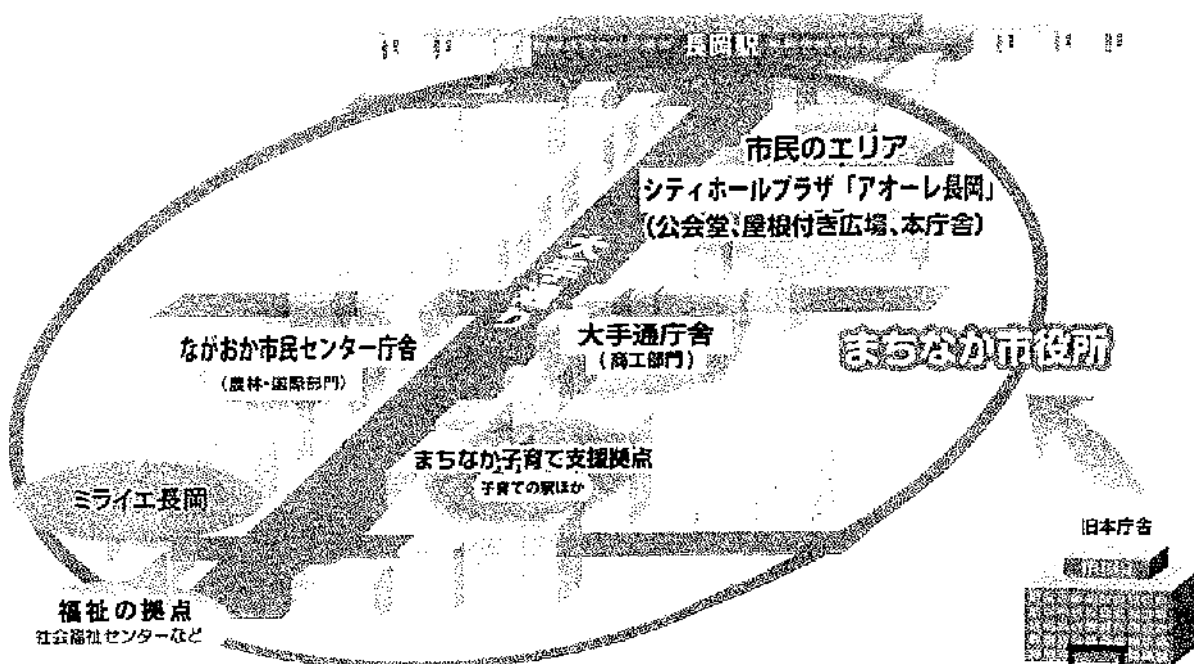 長岡駅
市民のエリア
シティホールプラザ「アオーレ長岡」
(公会堂、屋根付き広場、本庁舎)
大手通り
ながおか市民センター庁舎
(農林・国際部門)
大手通庁舎
(商工部門)
まちなか市役所
まちなか子育て支援拠点
子育ての駅ほか
ミライエ長岡
旧本庁舎
福祉の拠点
社会福祉センターなど